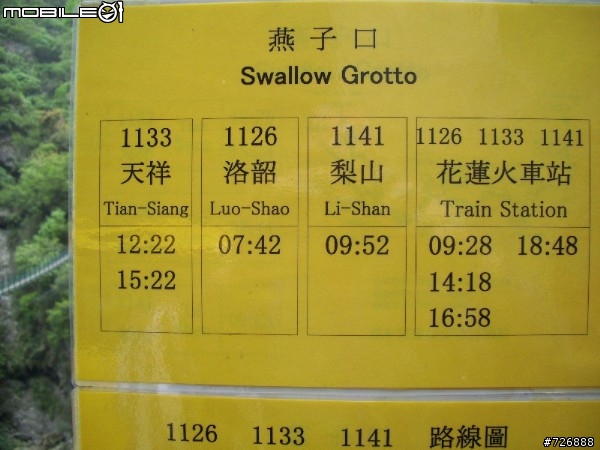 MOBILE01
燕子口
Swallow Grotto
1133
天祥
Tian-Siang
12:22
15:22
1126
洛韶
Luo-Shao
07:42
1141
梨山
Li-Shan
09:52
1126 1133 1141
花蓮火車站
Train Station
09:28 18:48
14:18
16:58
1126 1133 1141 路線圖
#726888